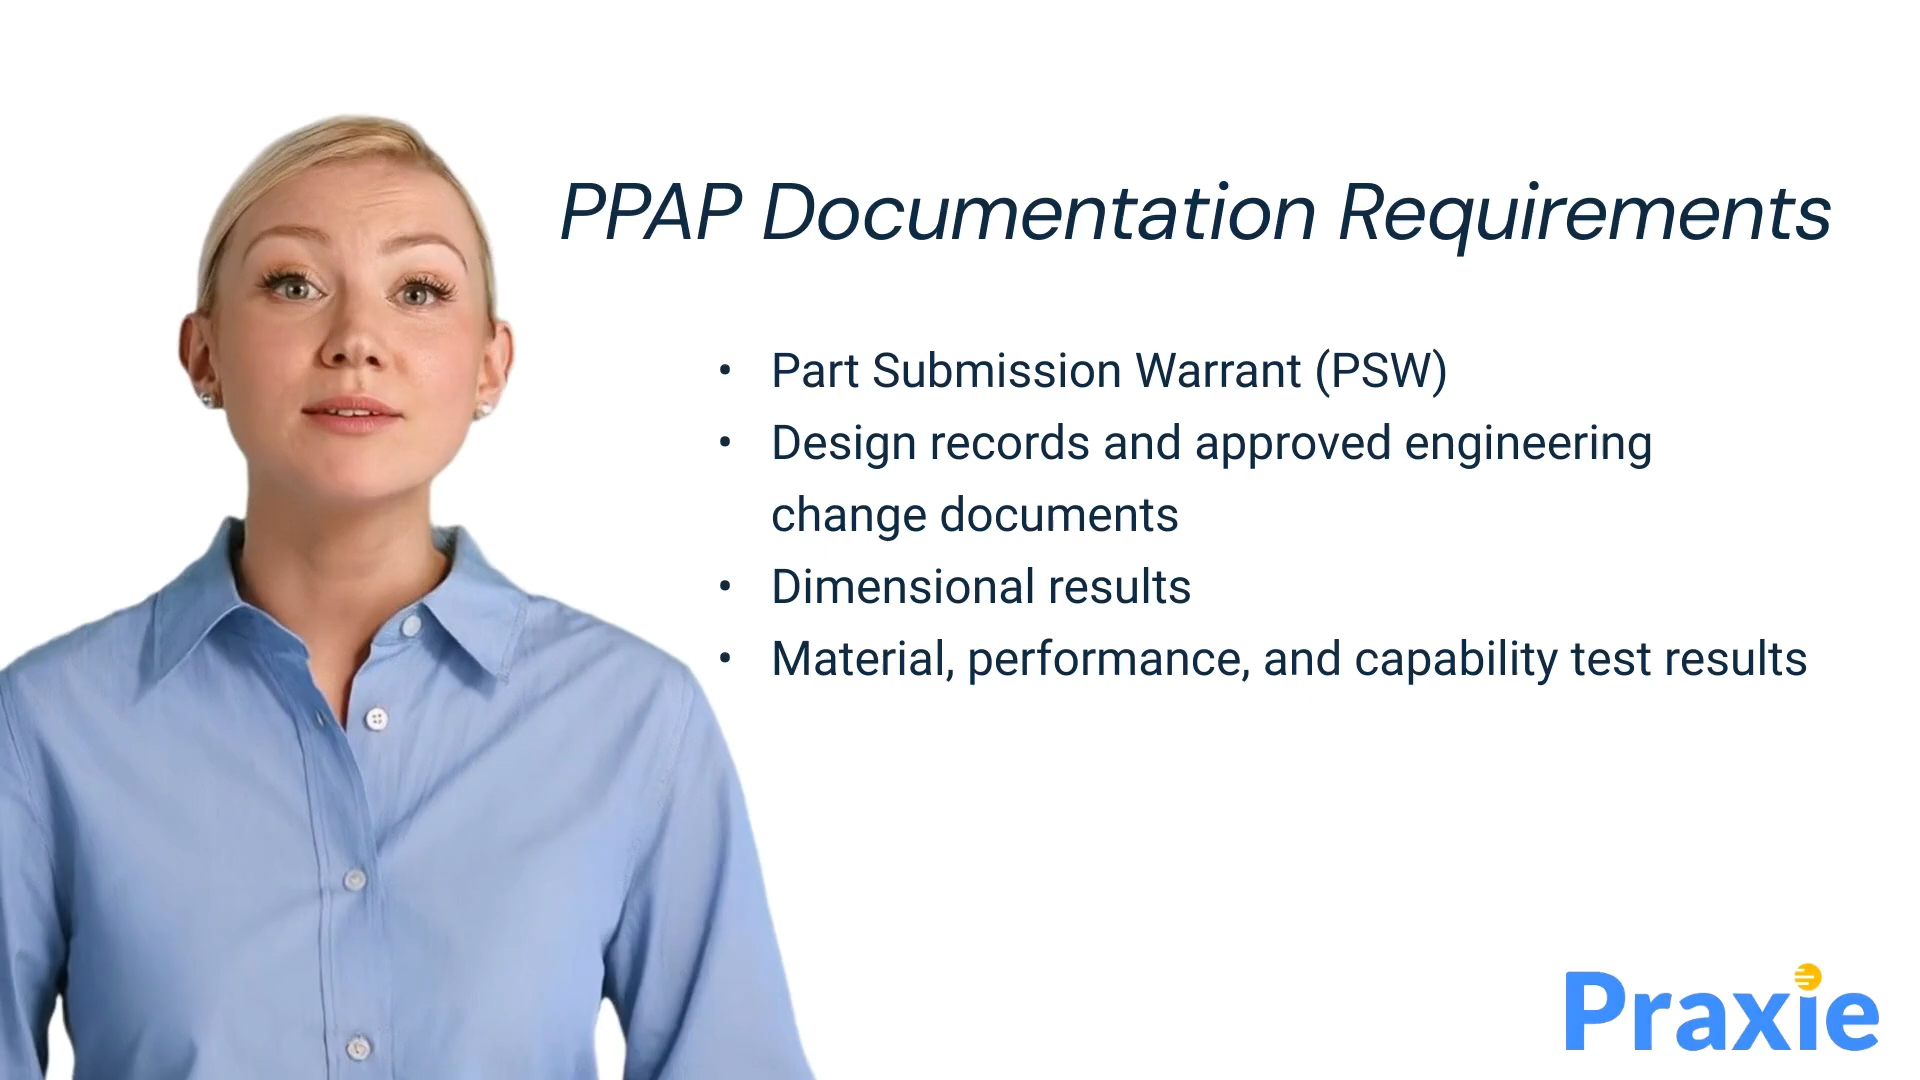 PPAP Documentation Requirements
• Part Submission Warrant (PSW)
• Design records and approved engineering
change documents
• Dimensional results
• Material, performance, and capability test results
Praxie